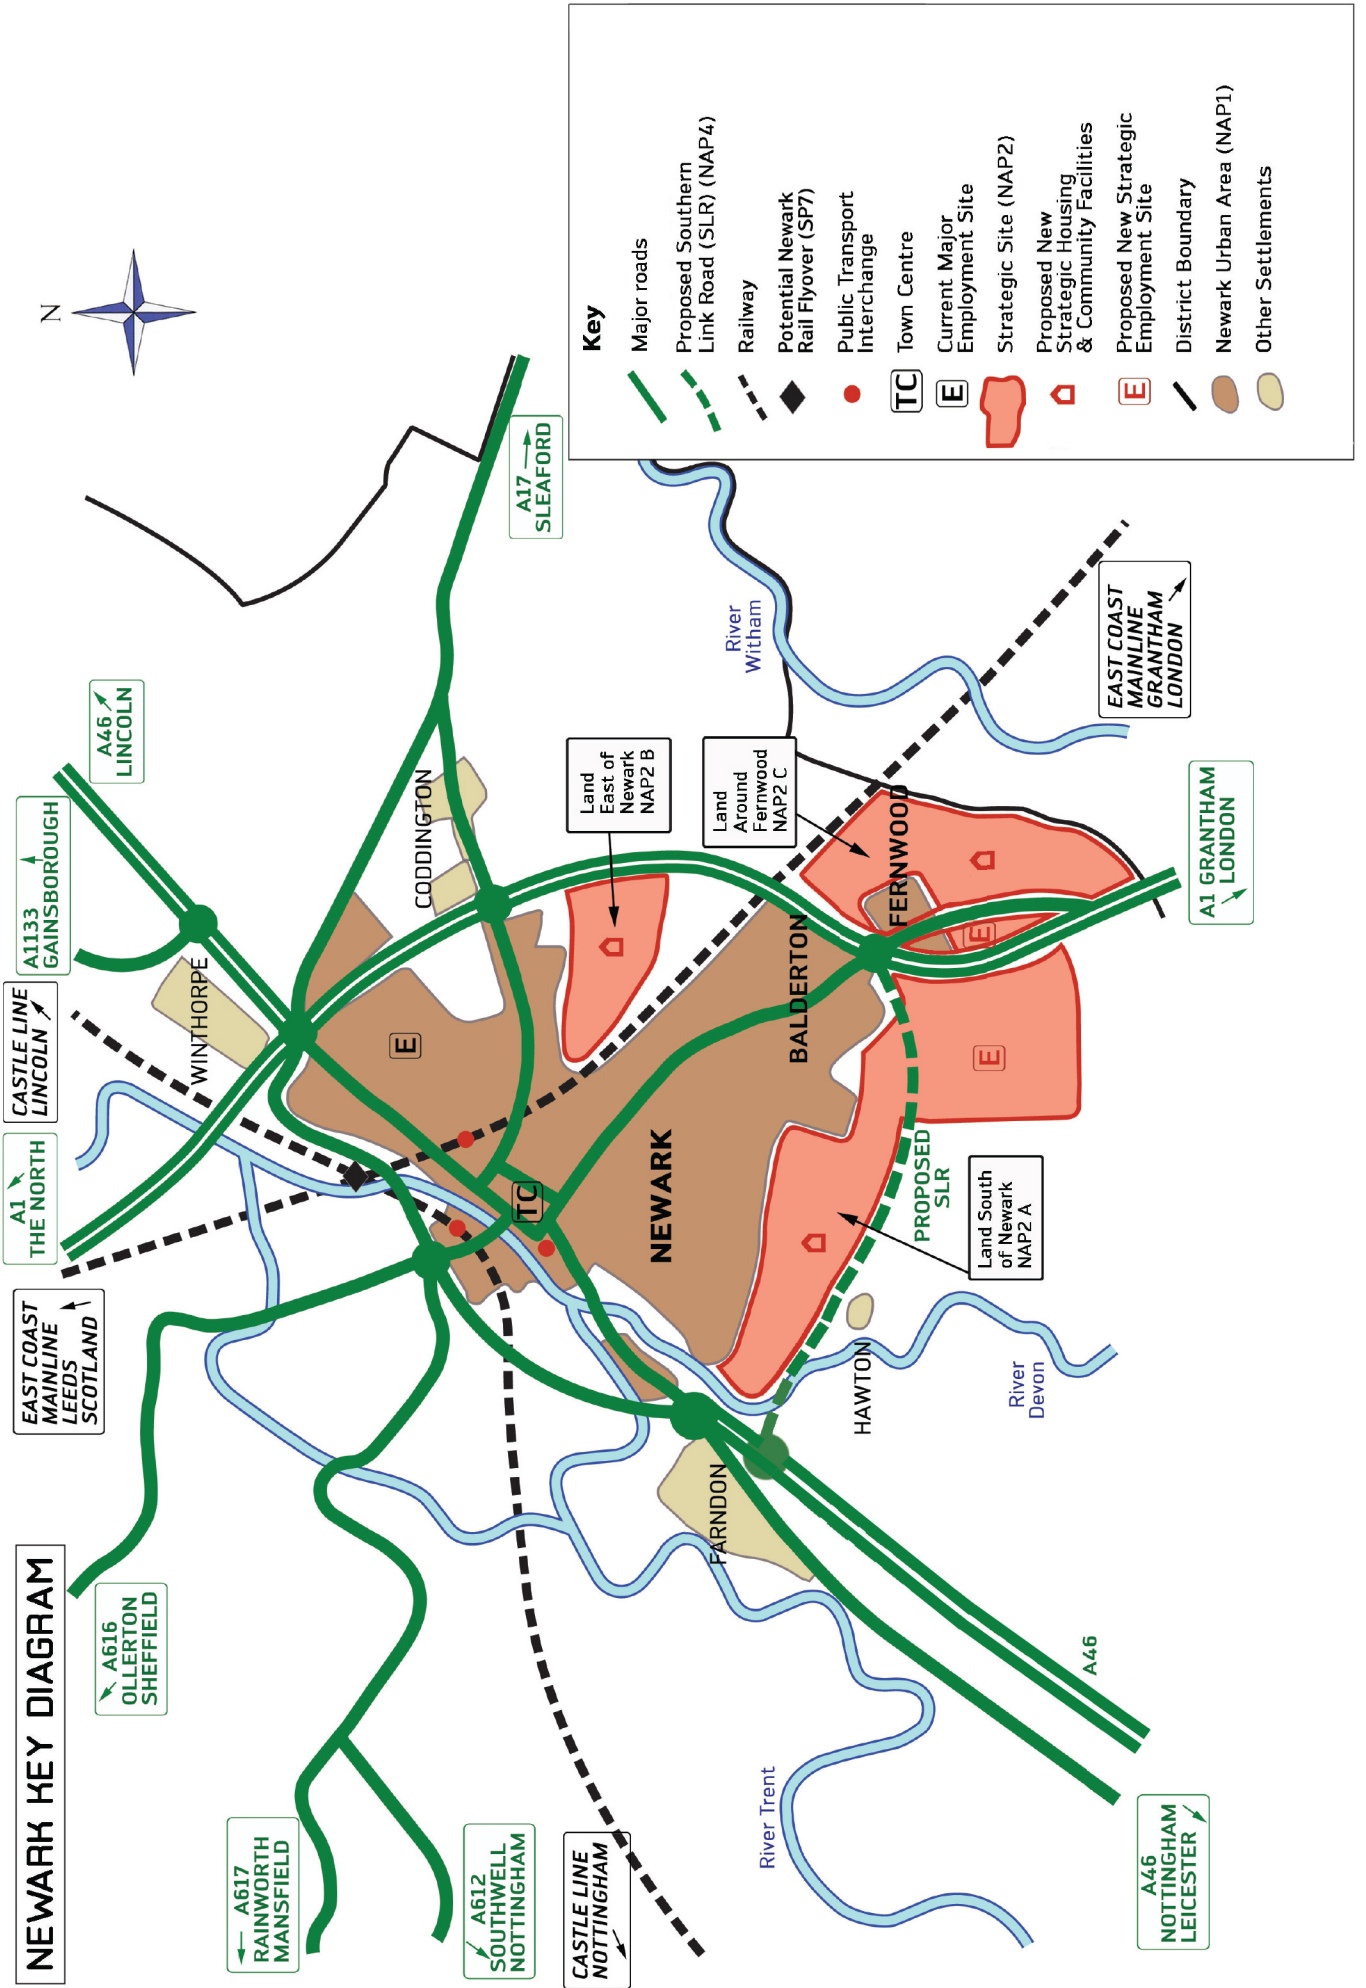 NEWARK KEY DIAGRAM
A616
OLLERTON
SHEFFIELD
A617
RAINWORTH
MANSFIELD
A612
SOUTHWELL
NOTTINGHAM
CASTLE LINE
NOTTINGHAM
EAST COAST
MAINLINE
LEEDS
SCOTLAND
A1
THE NORTH
CASTLE LINE
LINCOLN
A1133
GAINSBOROUGH
A46
LINCOLN
N
A17
SLEAFORD
WINTHORPE
CODDINGTON
E
TC
NEWARK
BALDERTON
FERNWOOD
FARNDON
HAWTON
Land
East of
Newark
NAP2 B
Land
Around
Fernwood
NAP2 C
Land South
of Newark
NAP2 A
PROPOSED
SLR
E
E
River
Witham
River
Devon
River Trent
EAST COAST
MAINLINE
GRANTHAM
LONDON
A1 GRANTHAM
LONDON
A46
A46
NOTTINGHAM
LEICESTER
Key
Major roads
Proposed Southern
Link Road (SLR) (NAP4)
Railway
Potential Newark
Rail Flyover (SP7)
Public Transport
Interchange
TC Town Centre
E Current Major
Employment Site
Strategic Site (NAP2)
Proposed New
Strategic Housing
& Community Facilities
E Proposed New Strategic
Employment Site
District Boundary
Newark Urban Area (NAP1)
Other Settlements